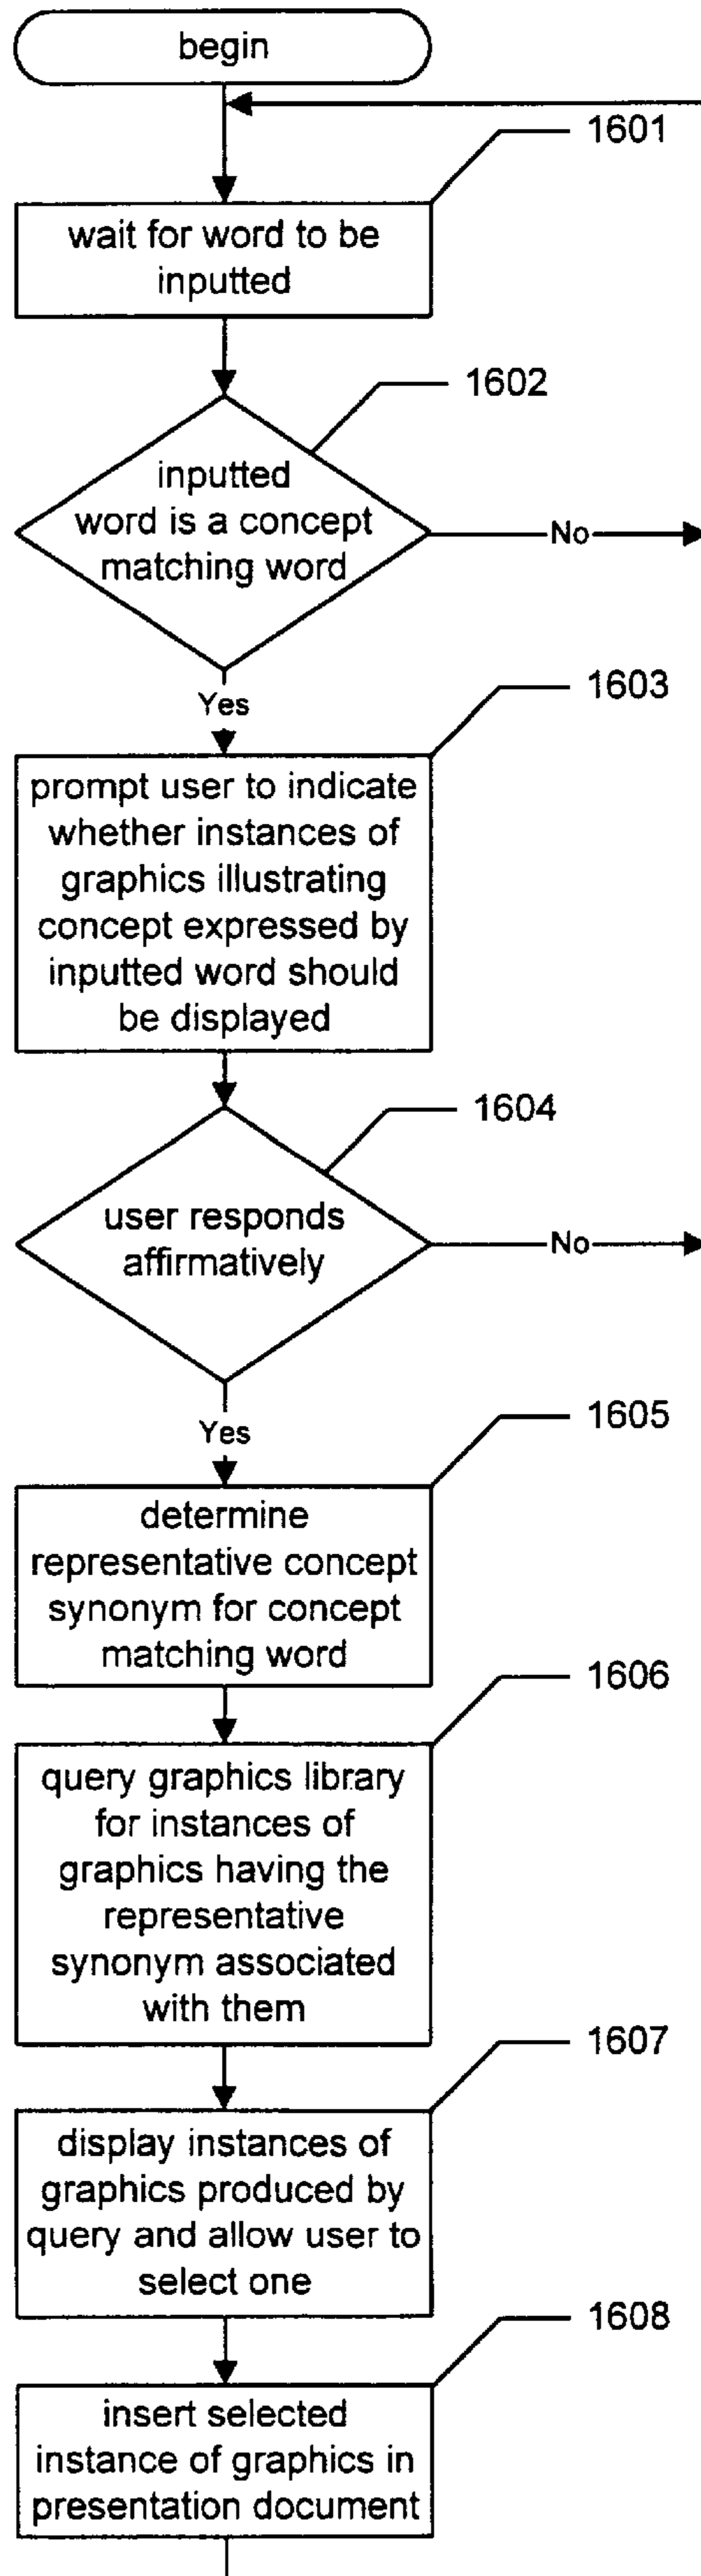 begin
1601
wait for word to be
inputted
1602
inputted
word is a concept
matching word
No
Yes
1603
prompt user to indicate
whether instances of
graphics illustrating
concept expressed by
inputted word should
be displayed
1604
user responds
affirmatively
No
Yes
1605
determine
representative concept
synonym for concept
matching word
1606
query graphics library
for instances of
graphics having the
representative
synonym associated
with them
1607
display instances of
graphics produced by
query and allow user to
select one
1608
insert selected
instance of graphics in
presentation document